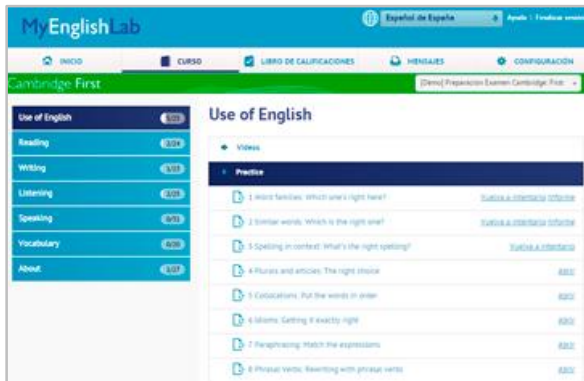 MyEnglishLab
Español de España
Ayuda | Finalizar sesión
INICIO
CURSO
LIBRO DE CALIFICACIONES
MENSAJES
CONFIGURACIÓN
Cambridge First
[Demo] Preparación Examen Cambridge: First
Use of English
Reading
Writing
Listening
Speaking
Vocabulary
About
Use of English
Videos
Practice
1 Word families: Which one's right here?
Vuelva a intentarlo Informe
2 Similar words: Which is the right one?
Vuelva a intentarlo Informe
3 Spelling in context: What's the right spelling?
Vuelva a intentarlo
4 Plurals and articles: The right choice
Abrir
5 Collocations: Put the words in order
Abrir
6 Idioms: Getting it exactly right
Abrir
7 Paraphrasing: Match the expressions
Abrir
8 Phrasal Verbs: Rewriting with phrasal verbs
Abrir